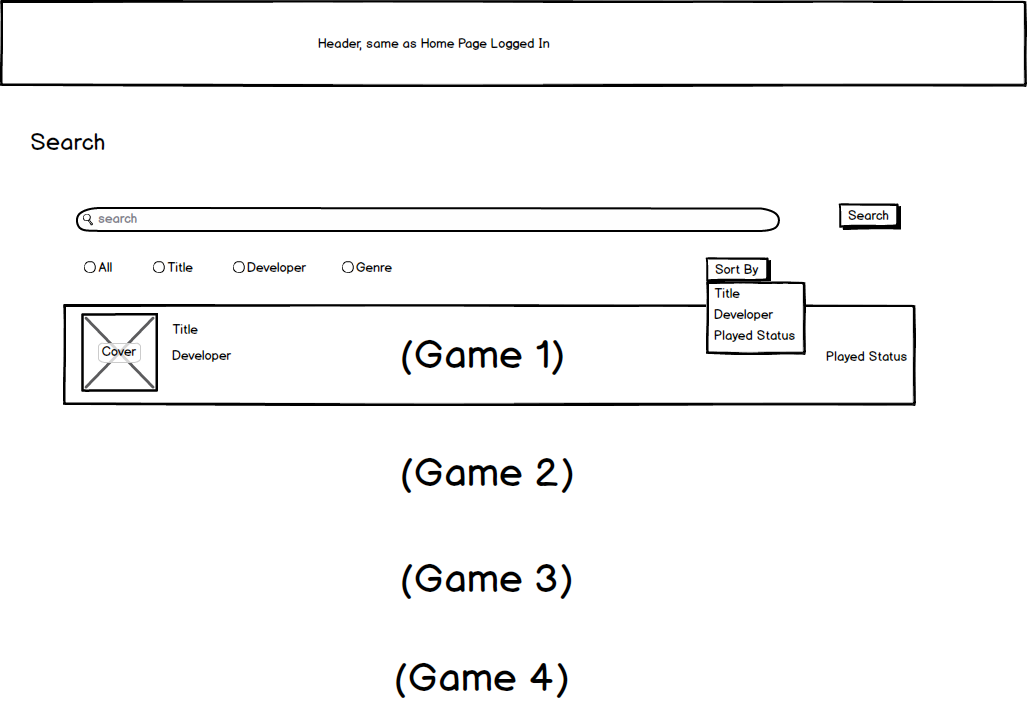 Header, same as Home Page Logged In
Search
search
Search
All
Title
Developer
Genre
Sort By
Title
Developer
Played Status
Cover
Title
Developer
(Game 1)
Played Status
(Game 2)
(Game 3)
(Game 4)